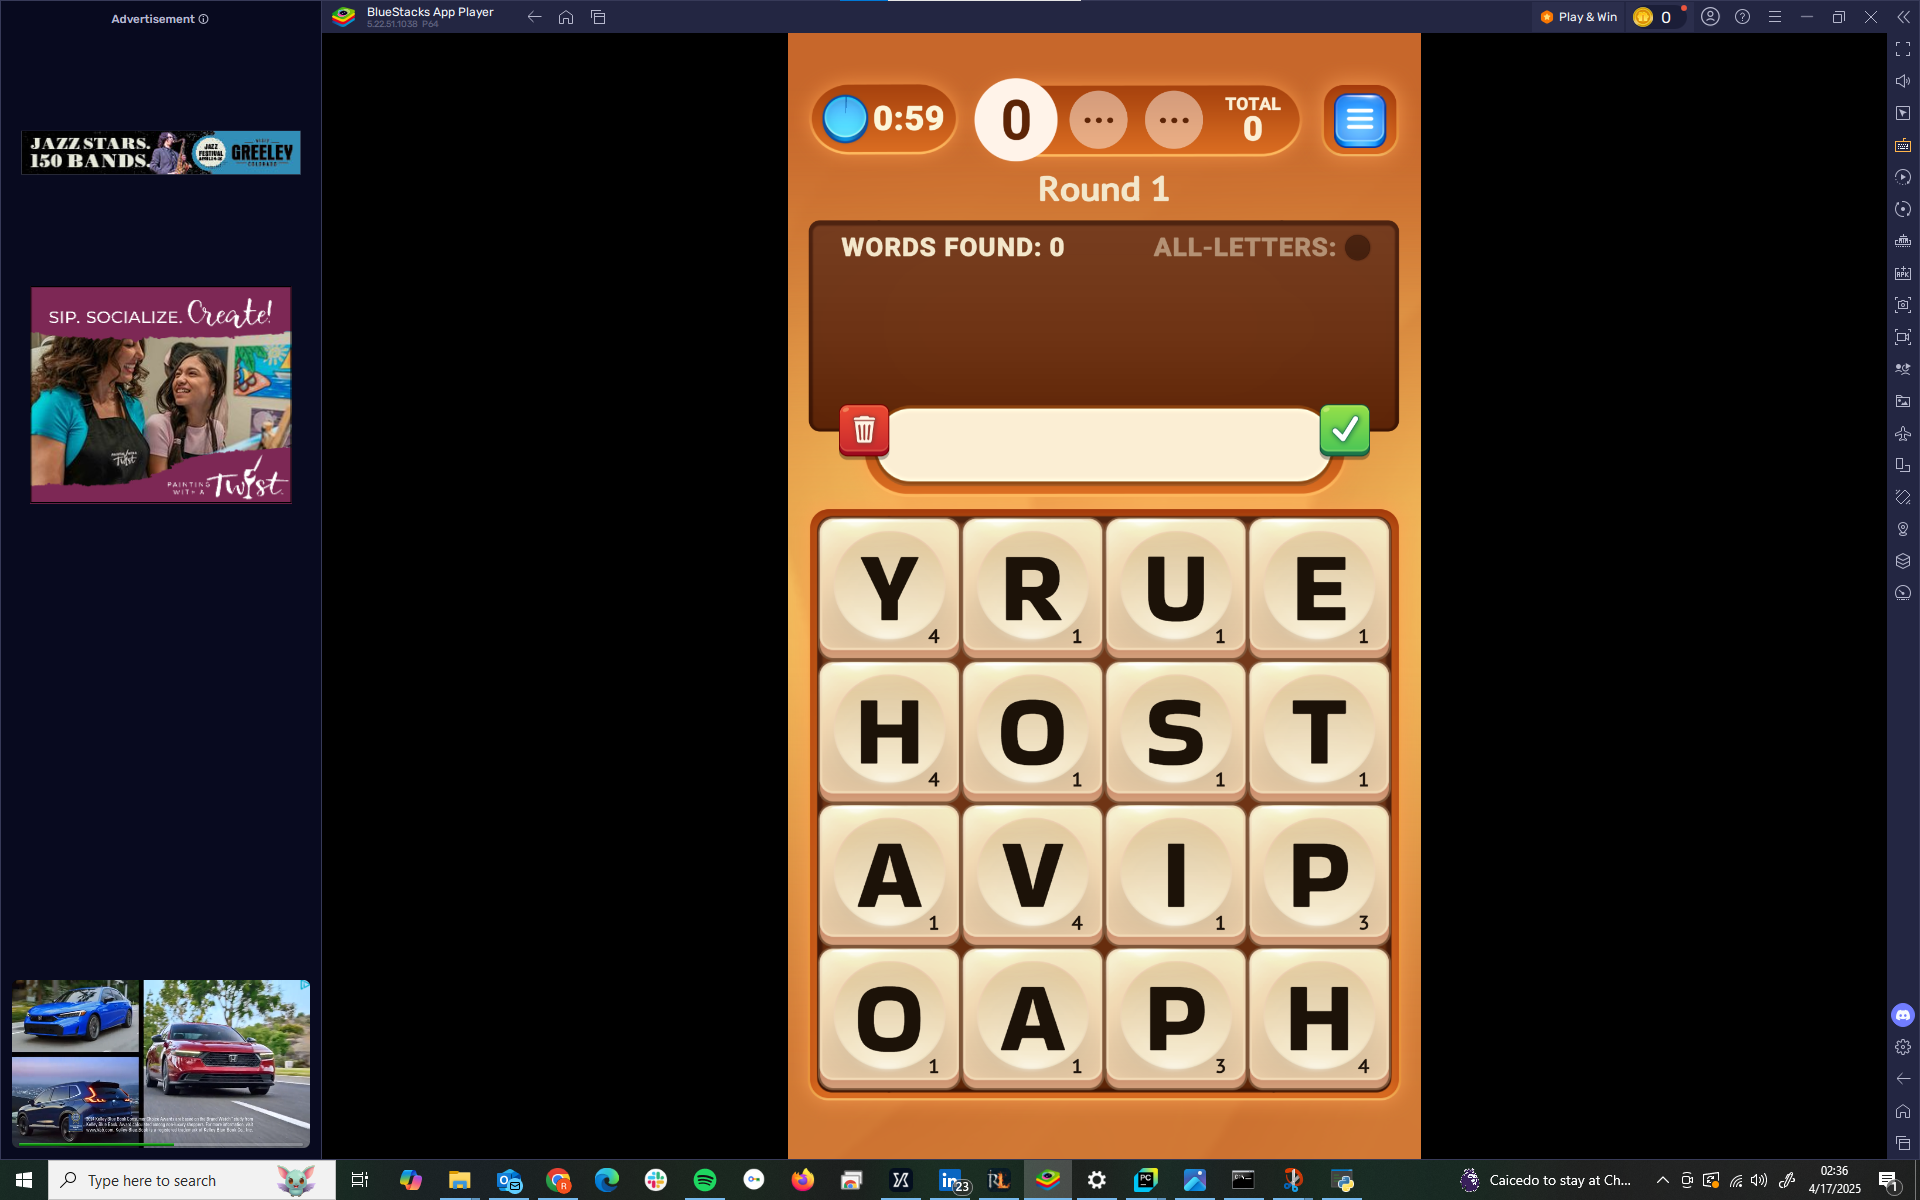 Advertisement
BlueStacks App Player
5.22.51.1038 P64
Play & Win
0
JAZZ STARS.
150 BANDS.
JAZZ
FESTIVAL
GREELEY
SIP. SOCIALIZE. Create!
PAINTING
WITH A Twist
0:59
0
... ...
TOTAL
0
Round 1
WORDS FOUND: 0
ALL-LETTERS:
Y 4 R 1 U 1 E 1
H 4 O 1 S 1 T 1
A 1 V 4 I 1 P 3
O 1 A 1 P 3 H 4
Type here to search
23
Caicedo to stay at Ch...
02:36
4/17/2025
1